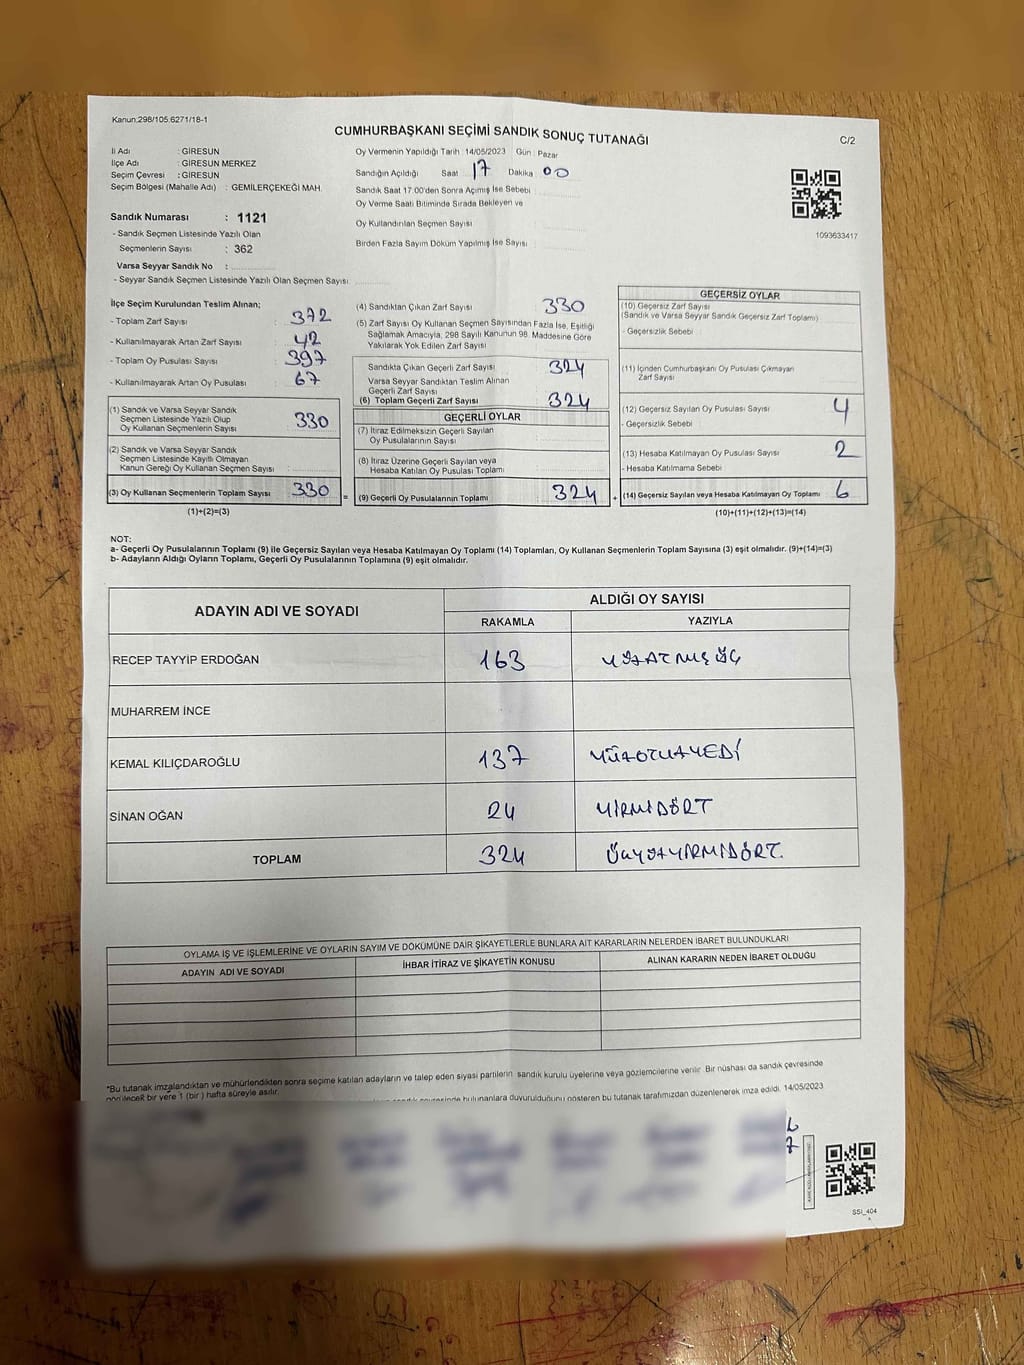 Kanun:298/105,6271/18-1
CUMHURBAŞKANI SEÇİMİ SANDIK SONUÇ TUTANAĞI
C/2
İl Adı : GİRESUN
İlçe Adı : GİRESUN MERKEZ
Seçim Çevresi : GİRESUN
Seçim Bölgesi (Mahalle Adı) : GEMİLERÇEKEĞİ MAH.
Oy Vermenin Yapıldığı Tarih :14/05/2023 Gün : Pazar
Sandığın Açıldığı Saat : 17 Dakika : 00
Sandık Saat 17:00'den Sonra Açımış İse Sebebi :
Oy Verme Saati Bitiminde Sırada Bekleyen ve
Oy Kullandırılan Seçmen Sayısı :
Birden Fazla Sayım Döküm Yapılmış İse Sayısı :
1093633417
Sandık Numarası : 1121
- Sandık Seçmen Listesinde Yazılı Olan
Seçmenlerin Sayısı : 362
Varsa Seyyar Sandık No :
- Seyyar Sandık Seçmen Listesinde Yazılı Olan Seçmen Sayısı:
İlçe Seçim Kurulundan Teslim Alınan:
- Toplam Zarf Sayısı : 372
- Kullanılmayarak Artan Zarf Sayısı : 42
- Toplam Oy Pusulası Sayısı : 397
- Kullanılmayarak Artan Oy Pusulası : 67
(1) Sandık ve Varsa Seyyar Sandık
Seçmen Listesinde Yazılı Olup
Oy Kullanan Seçmenlerin Sayısı : 330
(2) Sandık ve Varsa Seyyar Sandık
Seçmen Listesinde Kayıtlı Olmayan
Kanun Gereği Oy Kullanan Seçmen Sayısı :
(3) Oy Kullanan Seçmenlerin Toplam Sayısı : 330 =
(1)+(2)=(3)
(4) Sandıktan Çıkan Zarf Sayısı : 330
(5) Zarf Sayısı Oy Kullanan Seçmen Sayısından Fazla İse, Eşitliği
Sağlamak Amacıyla, 298 Sayılı Kanunun 98. Maddesine Göre
Yakılarak Yok Edilen Zarf Sayısı :
Sandıkta Çıkan Geçerli Zarf Sayısı : 324
Varsa Seyyar Sandıktan Teslim Alınan
Geçerli Zarf Sayısı :
(6) Toplam Geçerli Zarf Sayısı : 324
GEÇERLİ OYLAR
(7) İtiraz Edilmeksizin Geçerli Sayılan
Oy Pusulalarının Sayısı :
(8) İtiraz Üzerine Geçerli Sayılan veya
Hesaba Katılan Oy Pusulası Toplamı :
(9) Geçerli Oy Pusulalarının Toplamı : 324 +
GEÇERSİZ OYLAR
(10) Geçersiz Zarf Sayısı
(Sandık ve Varsa Seyyar Sandık Geçersiz Zarf Toplamı) :
- Geçersizlik Sebebi :
(11) İçinden Cumhurbaşkanı Oy Pusulası Çıkmayan
Zarf Sayısı :
(12) Geçersiz Sayılan Oy Pusulası Sayısı : 4
- Geçersizlik Sebebi :
(13) Hesaba Katılmayan Oy Pusulası Sayısı : 2
- Hesaba Katılmama Sebebi :
(14) Geçersiz Sayılan veya Hesaba Katılmayan Oy Toplamı : 6
(10)+(11)+(12)+(13)=(14)
NOT:
a- Geçerli Oy Pusulalarının Toplamı (9) ile Geçersiz Sayılan veya Hesaba Katılmayan Oy Toplamı (14) Toplamları, Oy Kullanan Seçmenlerin Toplam Sayısına (3) eşit olmalıdır. (9)+(14)=(3)
b- Adayların Aldığı Oyların Toplamı, Geçerli Oy Pusulalarının Toplamına (9) eşit olmalıdır.
ADAYIN ADI VE SOYADI
ALDIĞI OY SAYISI
RAKAMLA YAZIYLA
RECEP TAYYİP ERDOĞAN 163 YÜZATMIŞ ÜÇ
MUHARREM İNCE
KEMAL KILIÇDAROĞLU 137 YÜZOTUZYEDİ
SİNAN OĞAN 24 YİRMİDÖRT
TOPLAM 324 ÜÇYÜZYİRMİDÖRT.
OYLAMA İŞ VE İŞLEMLERİNE VE OYLARIN SAYIM VE DÖKÜMÜNE DAİR ŞİKAYETLERLE BUNLARA AİT KARARLARIN NELERDEN İBARET BULUNDUKLARI
ADAYIN ADI VE SOYADI İHBAR İTİRAZ VE ŞİKAYETİN KONUSU ALINAN KARARIN NEDEN İBARET OLDUĞU
*Bu tutanak imzalandıktan ve mühürlendikten sonra seçime katılan adayların ve talep eden siyasi partilerin sandık kurulu üyelerine veya gözlemcilerine verilir. Bir nüshası da sandık çevresinde
görüleceR bir yere 1 (bir ) hafta süreyle asılır.
bulunanlara duyurulduğunu gösteren bu tutanak tarafımızdan düzenlenerek imza edildi. 14/05/2023
SSI_404